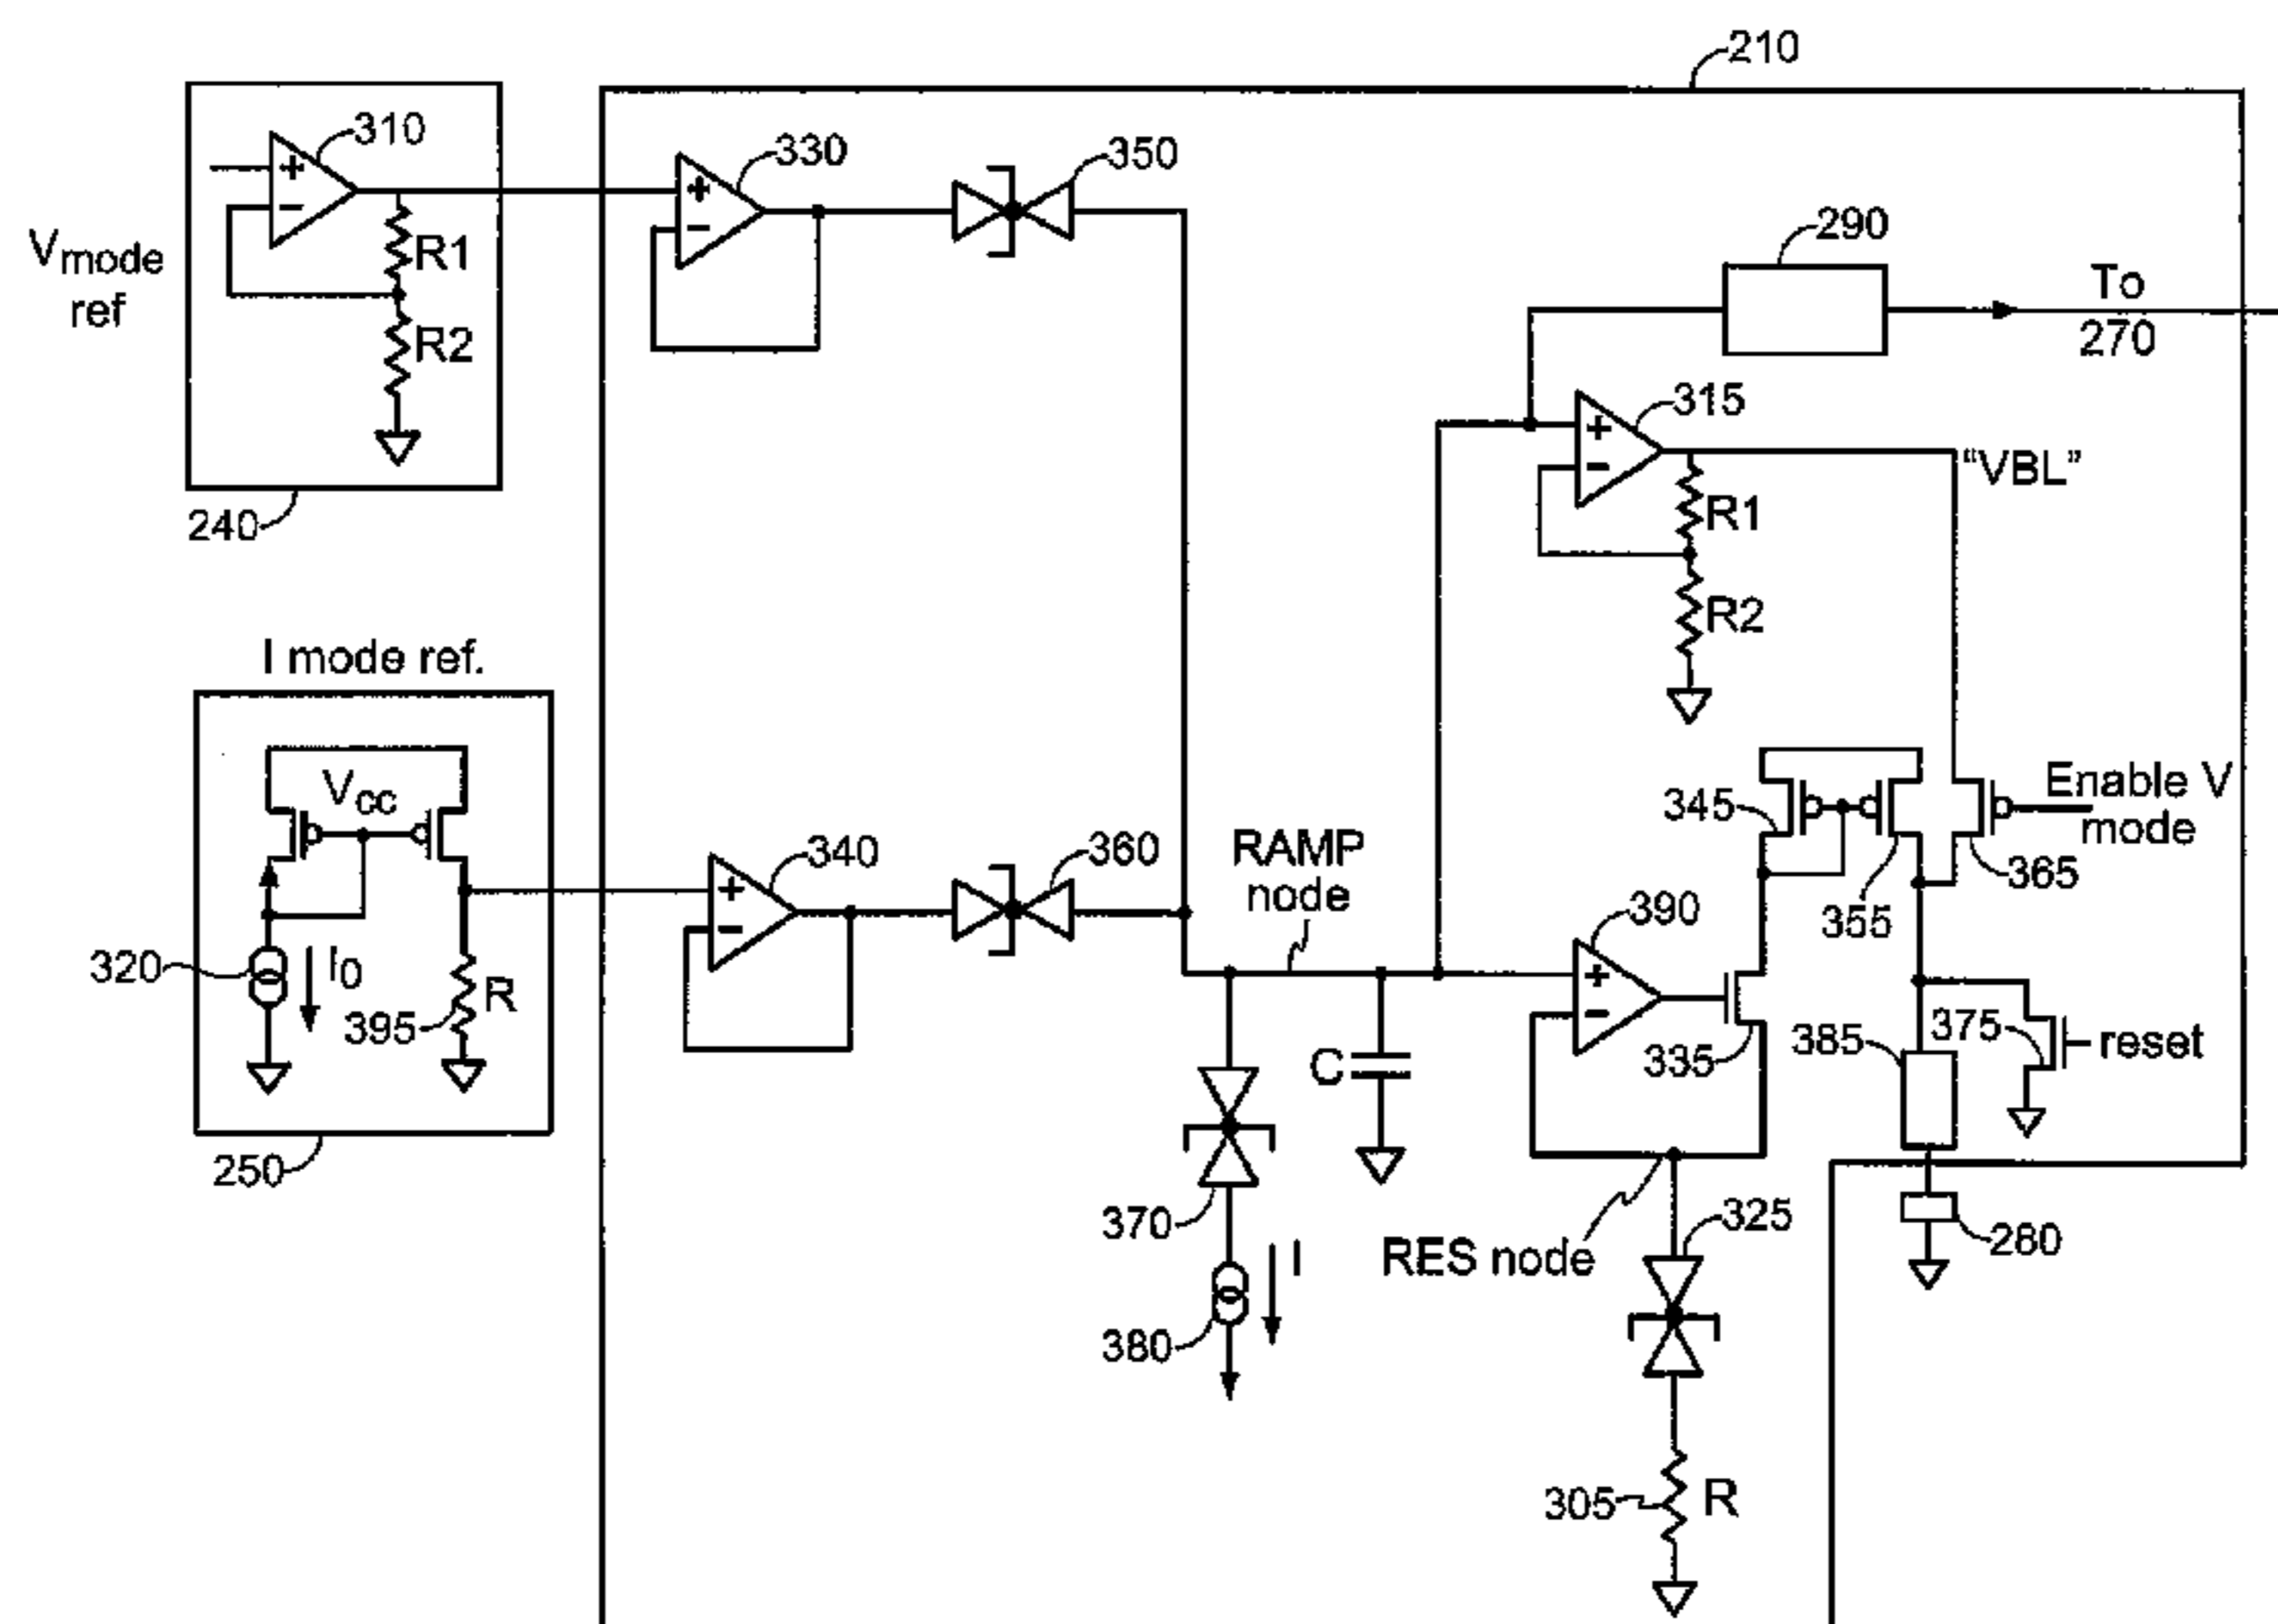 210
310
330
350
+
−
+
−
290
V mode
ref
R1
To
270
R2
315
+
−
"VBL"
240
R1
R2
I mode ref.
Vcc
345
Enable V
mode
340
360
RAMP
node
355
365
+
−
390
320
I0
R
+
−
395
385
375
reset
C
335
250
370
325
280
I
RES node
380
305
R